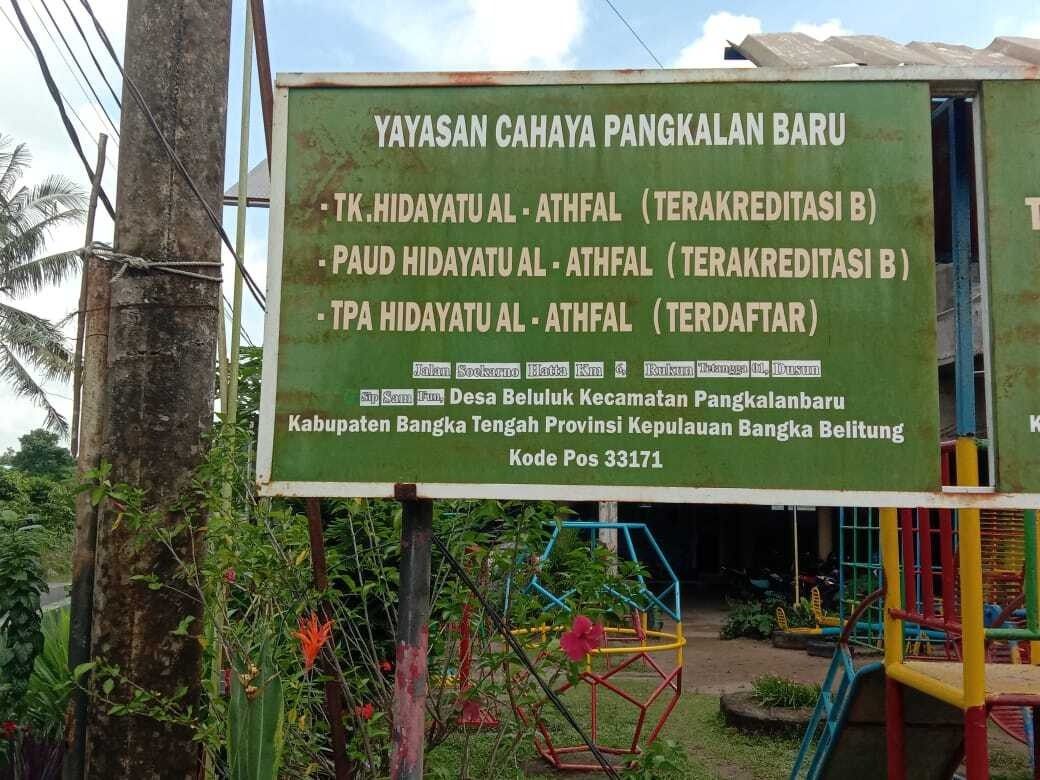 YAYASAN CAHAYA PANGKALAN BARU
- TK.HIDAYATU AL - ATHFAL (TERAKREDITASI B)
- PAUD HIDAYATU AL - ATHFAL (TERAKREDITASI B)
- TPA HIDAYATU AL - ATHFAL (TERDAFTAR)
Jalan Soekarno Hatta Km 6, Rukun Tetangga 01, Dusun
Sip Sam Fun, Desa Beluluk Kecamatan Pangkalanbaru
Kabupaten Bangka Tengah Provinsi Kepulauan Bangka Belitung
Kode Pos 33171